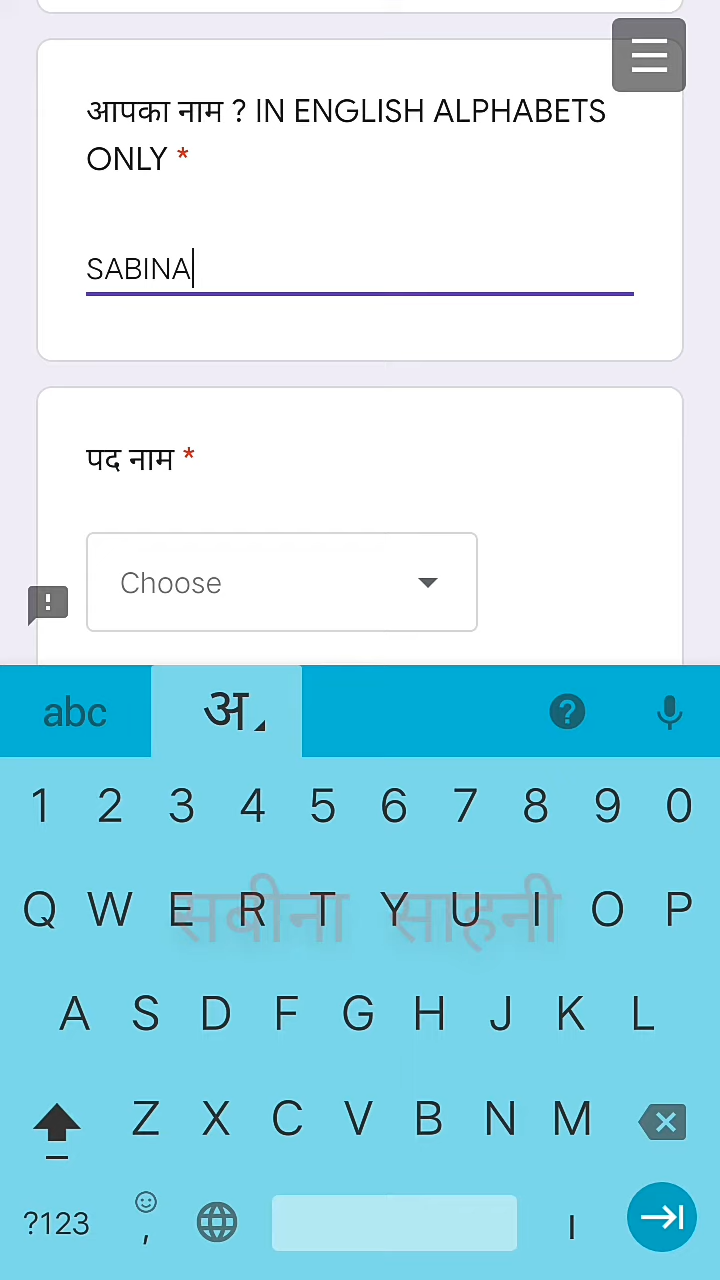 आपका नाम ? IN ENGLISH ALPHABETS
ONLY *
SABINA
पद नाम *
Choose
abc अ
1 2 3 4 5 6 7 8 9 0
Q W E R T Y U I O P
सबीना साहनी
A S D F G H J K L
Z X C V B N M
?123 , ।